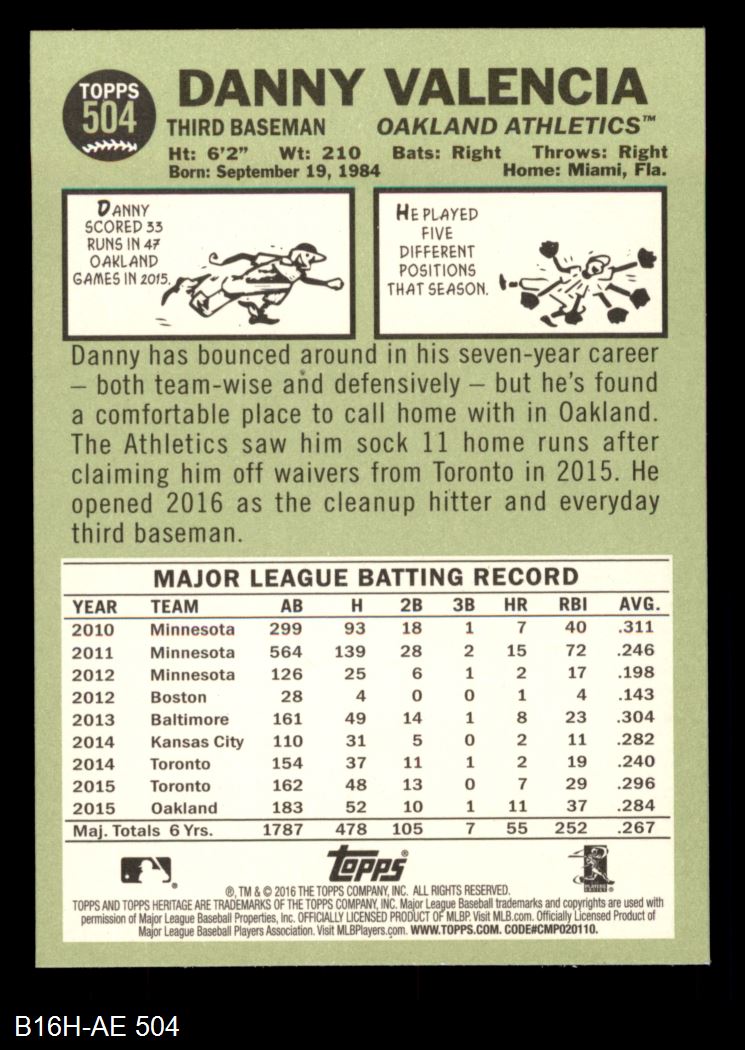 TOPPS
504
DANNY VALENCIA
THIRD BASEMAN OAKLAND ATHLETICS™
Ht: 6'2" Wt: 210 Bats: Right Throws: Right
Born: September 19, 1984 Home: Miami, Fla.
DANNY
SCORED 33
RUNS IN 47
OAKLAND
GAMES IN 2015.
HE PLAYED
FIVE
DIFFERENT
POSITIONS
THAT SEASON.
Danny has bounced around in his seven-year career
– both team-wise and defensively – but he's found
a comfortable place to call home with in Oakland.
The Athletics saw him sock 11 home runs after
claiming him off waivers from Toronto in 2015. He
opened 2016 as the cleanup hitter and everyday
third baseman.
MAJOR LEAGUE BATTING RECORD
YEAR TEAM AB H 2B 3B HR RBI AVG.
2010 Minnesota 299 93 18 1 7 40 .311
2011 Minnesota 564 139 28 2 15 72 .246
2012 Minnesota 126 25 6 1 2 17 .198
2012 Boston 28 4 0 0 1 4 .143
2013 Baltimore 161 49 14 1 8 23 .304
2014 Kansas City 110 31 5 0 2 11 .282
2014 Toronto 154 37 11 1 2 19 .240
2015 Toronto 162 48 13 0 7 29 .296
2015 Oakland 183 52 10 1 11 37 .284
Maj. Totals 6 Yrs. 1787 478 105 7 55 252 .267
Topps
®, TM & © 2016 THE TOPPS COMPANY, INC. ALL RIGHTS RESERVED.
TOPPS AND TOPPS HERITAGE ARE TRADEMARKS OF THE TOPPS COMPANY, INC. Major League Baseball trademarks and copyrights are used with
permission of Major League Baseball Properties, Inc. OFFICIALLY LICENSED PRODUCT OF MLBP. Visit MLB.com. Officially Licensed Product of
Major League Baseball Players Association. Visit MLBPlayers.com. WWW.TOPPS.COM. CODE#CMP020110.
B16H-AE 504